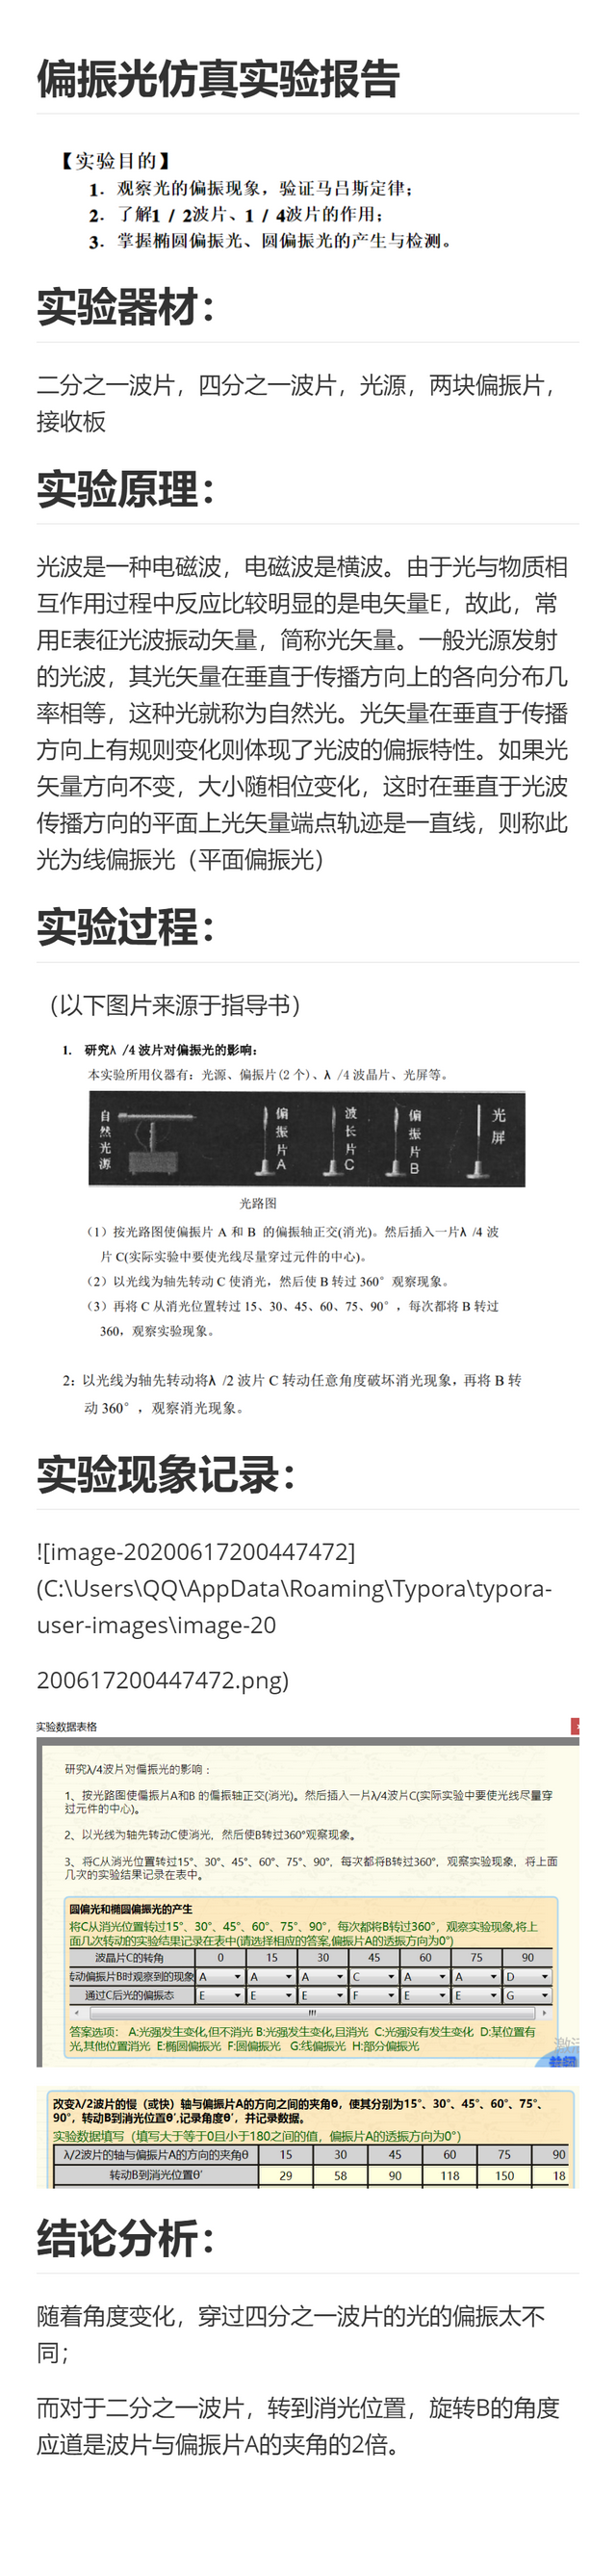 偏振光仿真实验报告
【实验目的】
1. 观察光的偏振现象，验证马吕斯定律；
2. 了解1 / 2波片、1 / 4波片的作用；
3. 掌握椭圆偏振光、圆偏振光的产生与检测。
实验器材：
二分之一波片，四分之一波片，光源，两块偏振片，
接收板
实验原理：
光波是一种电磁波，电磁波是横波。由于光与物质相
互作用过程中反应比较明显的是电矢量E，故此，常
用E表征光波振动矢量，简称光矢量。一般光源发射
的光波，其光矢量在垂直于传播方向上的各向分布几
率相等，这种光就称为自然光。光矢量在垂直于传播
方向上有规则变化则体现了光波的偏振特性。如果光
矢量方向不变，大小随相位变化，这时在垂直于光波
传播方向的平面上光矢量端点轨迹是一直线，则称此
光为线偏振光（平面偏振光）
实验过程：
（以下图片来源于指导书）
1. 研究λ /4 波片对偏振光的影响：
本实验所用仪器有：光源、偏振片(2 个)、λ /4 波晶片、光屏等。
自然光源
偏振片A
波长片C
偏振片B
光屏
光路图
（1）按光路图使偏振片 A 和 B 的偏振轴正交(消光)。然后插入一片λ /4 波
片 C(实际实验中要使光线尽量穿过元件的中心)。
（2）以光线为轴先转动 C 使消光，然后使 B 转过 360° 观察现象。
（3）再将 C 从消光位置转过 15、30、45、60、75、90° ，每次都将 B 转过
360，观察实验现象。
2：以光线为轴先转动将λ /2 波片 C 转动任意角度破坏消光现象，再将 B 转
动 360° ，观察消光现象。
实验现象记录：
![image-20200617200447472]
(C:\Users\QQ\AppData\Roaming\Typora\typora-
user-images\image-20
200617200447472.png)
实验数据表格
研究λ/4波片对偏振光的影响：
1、按光路图使偏振片A和B 的偏振轴正交(消光)。然后插入一片λ/4波片C(实际实验中要使光线尽量穿
过元件的中心)。
2、以光线为轴先转动C使消光，然后使B转过360°观察现象。
3、将C从消光位置转过15°、30°、45°、60°、75°、90°，每次都将B转过360°，观察实验现象，将上面
几次的实验结果记录在表中。
圆偏光和椭圆偏振光的产生
将C从消光位置转过15°、30°、45°、60°、75°、90°，每次都将B转过360°，观察实验现象,将上
面几次转动的实验结果记录在表中(请选择相应的答案,偏振片A的透振方向为0°)
波晶片C的转角 0 15 30 45 60 75 90
转动偏振片B时观察到的现象 A A A C A A D
通过C后光的偏振态 E E E F E E G
答案选项： A:光强发生变化,但不消光 B:光强发生变化,且消光 C:光强没有发生变化 D:某位置有
光,其他位置消光 E:椭圆偏振光 F:圆偏振光 G:线偏振光 H:部分偏振光
改变λ/2波片的慢（或快）轴与偏振片A的方向之间的夹角θ，使其分别为15°、30°、45°、60°、75°、
90°，转动B到消光位置θ′,记录角度θ′，并记录数据。
实验数据填写（填写大于等于0且小于180之间的值，偏振片A的透振方向为0°）
λ/2波片的轴与偏振片A的方向的夹角θ 15 30 45 60 75 90
转动B到消光位置θ′ 29 58 90 118 150 18
结论分析：
随着角度变化，穿过四分之一波片的光的偏振太不
同；
而对于二分之一波片，转到消光位置，旋转B的角度
应道是波片与偏振片A的夹角的2倍。